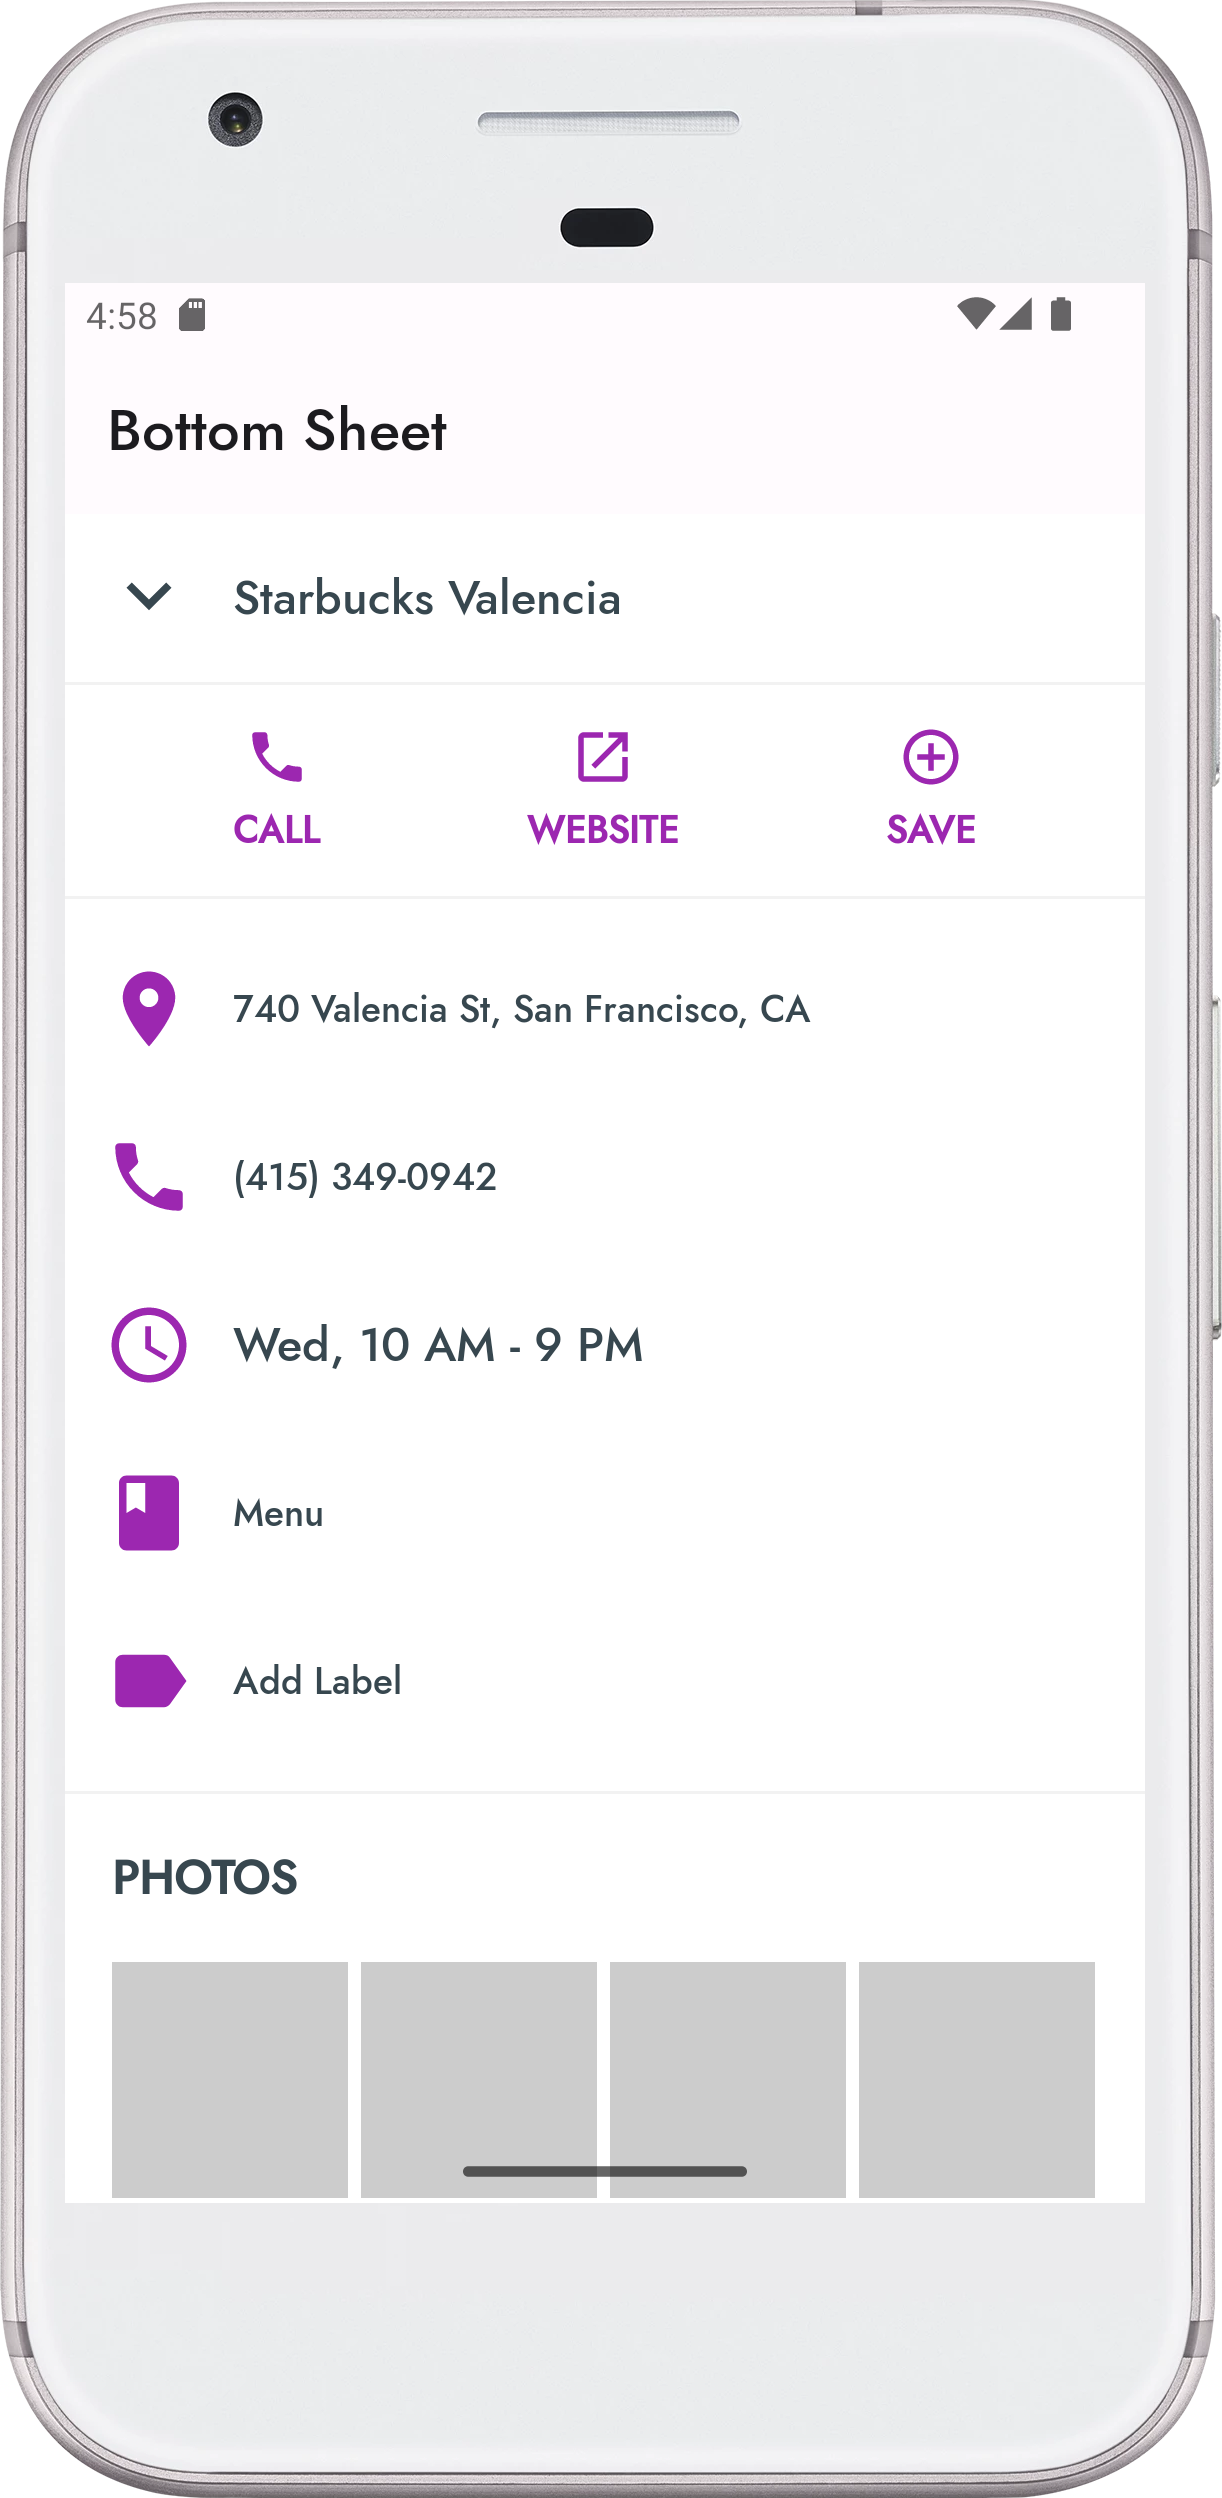 4:58
Bottom Sheet
Starbucks Valencia
CALL WEBSITE SAVE
740 Valencia St, San Francisco, CA
(415) 349-0942
Wed, 10 AM - 9 PM
Menu
Add Label
PHOTOS